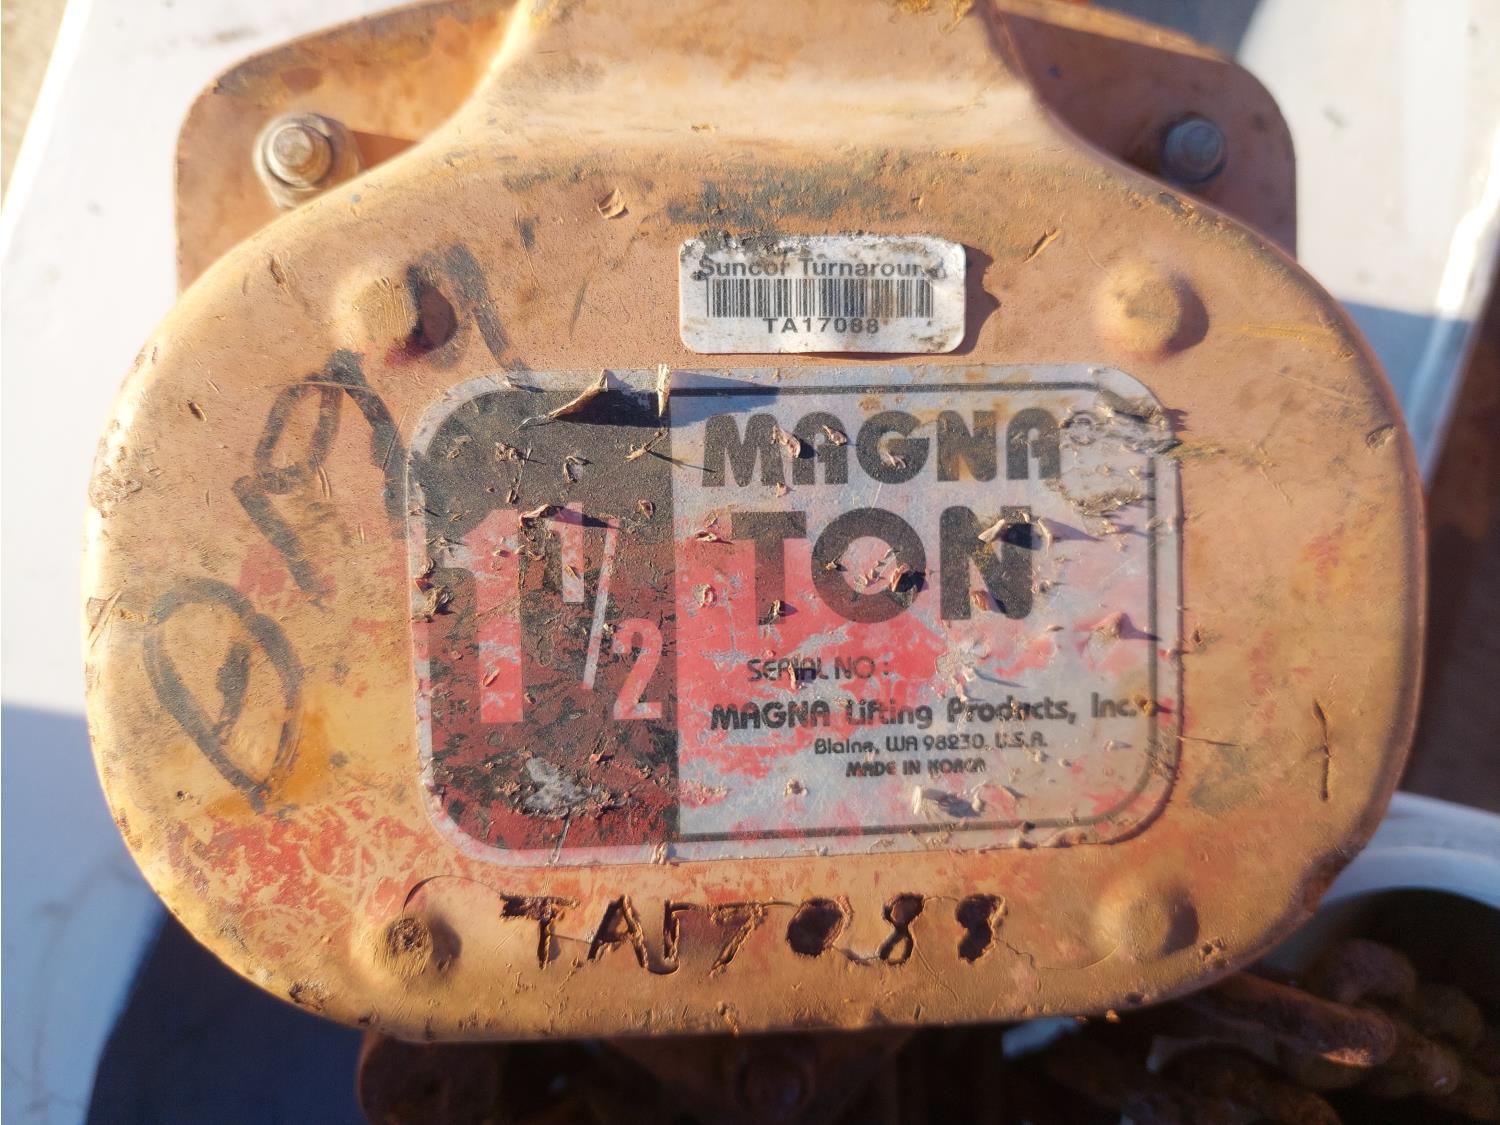 Suncor Turnaround
TA17088
MAGNA
TON
1 1/2
SERIAL NO:
MAGNA Lifting Products, Inc.
Blaine, WA 98230, U.S.A.
MADE IN KOREA
TA17088